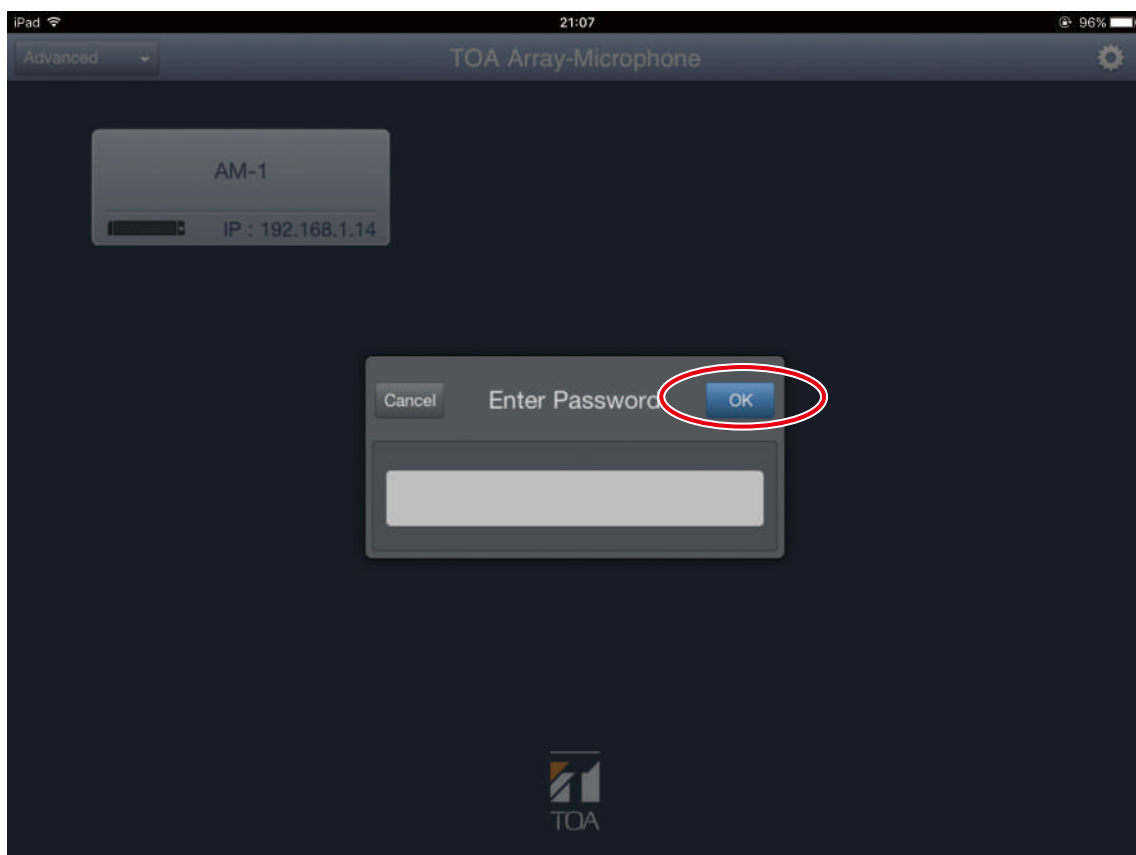 iPad 21:07 96%
Advanced TOA Array-Microphone
AM-1
IP : 192.168.1.14
Cancel Enter Password OK
TOA